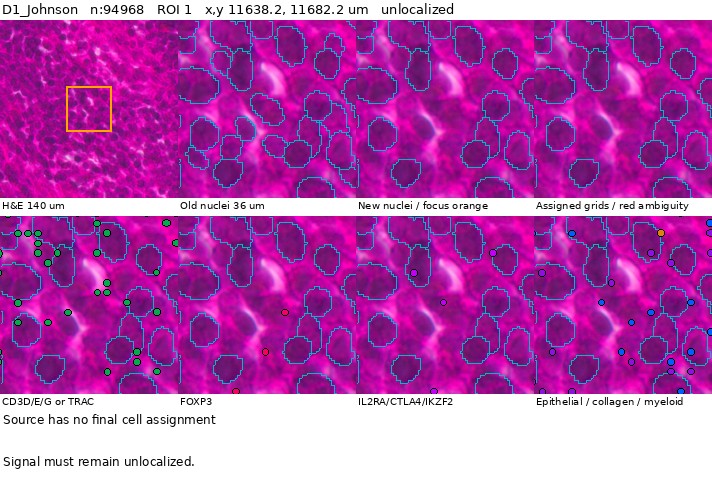 D1_Johnson   n:94968   ROI 1   x,y 11638.2, 11682.2 um   unlocalized
H&E 140 um   Old nuclei 36 um   New nuclei / focus orange   Assigned grids / red ambiguity
CD3D/E/G or TRAC   FOXP3   IL2RA/CTLA4/IKZF2   Epithelial / collagen / myeloid
Source has no final cell assignment
Signal must remain unlocalized.